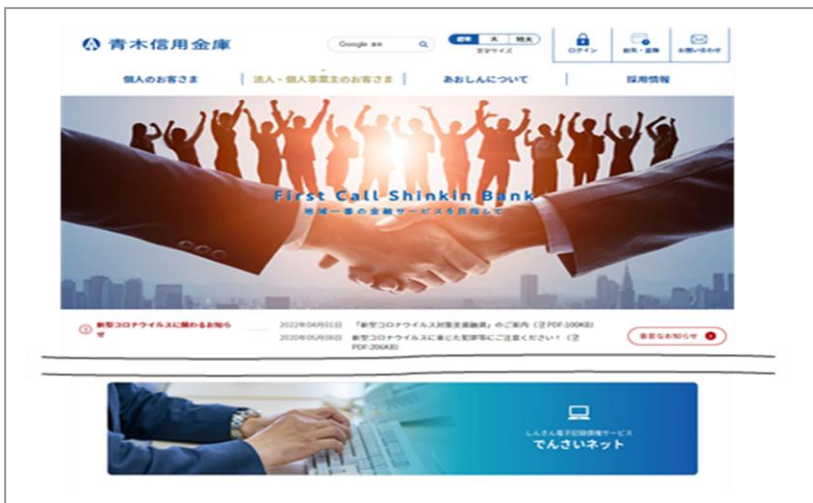 青木信用金庫
Google 検索
標準 大 特大
文字サイズ
ログイン
紛失・盗難
お問い合わせ
個人のお客さま
法人・個人事業主のお客さま
あおしんについて
採用情報
First Call Shinkin Bank
地域一番の金融サービスを目指して
新型コロナウイルスに関わるお知らせ
2022年04月01日 「新型コロナウイルス対策支援融資」のご案内（PDF:100KB）
2020年05月08日 新型コロナウイルスに乗じた犯罪等にご注意ください！（
PDF:206KB）
重要なお知らせ
しんきん電子記録債権サービス
でんさいネット